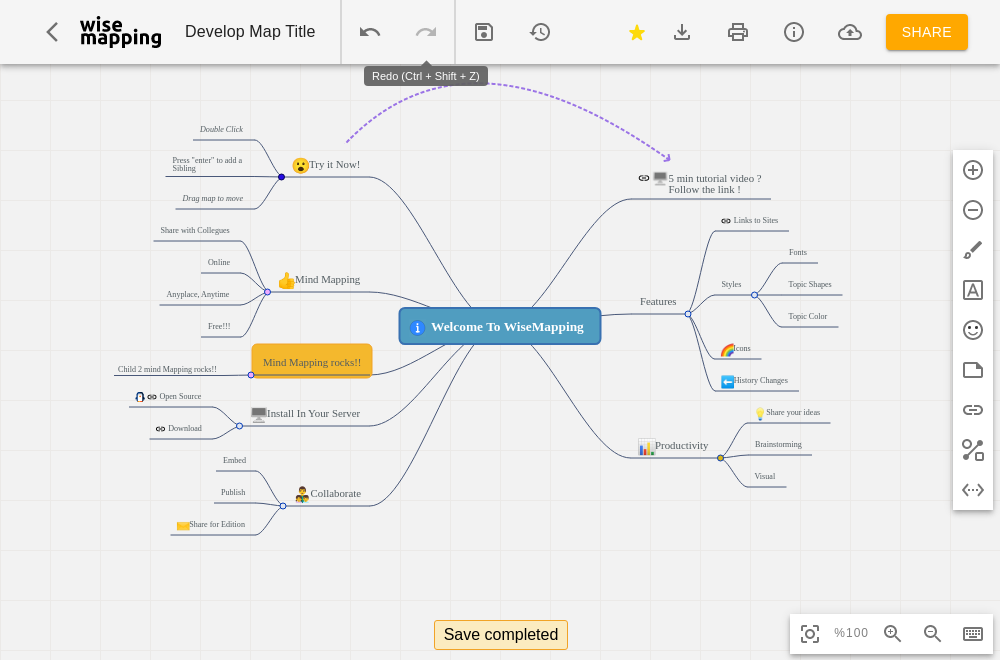 wise
mapping
Develop Map Title
SHARE
Redo (Ctrl + Shift + Z)
Double Click
Press "enter" to add a
Sibling
Drag map to move
Try it Now!
Share with Collegues
Online
Anyplace, Anytime
Free!!!
Mind Mapping
Child 2 mind Mapping rocks!!
Mind Mapping rocks!!
Open Source
Download
Install In Your Server
Embed
Publish
Share for Edition
Collaborate
Welcome To WiseMapping
5 min tutorial video ?
Follow the link !
Features
Links to Sites
Styles
Fonts
Topic Shapes
Topic Color
Icons
History Changes
Productivity
Share your ideas
Brainstorming
Visual
Save completed
%100